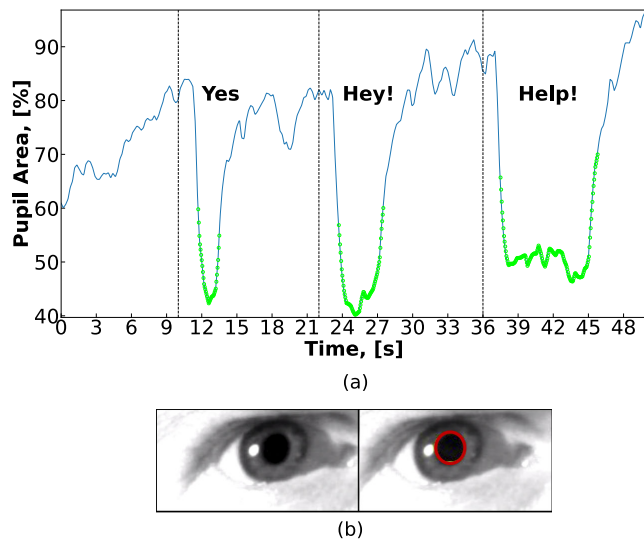 Pupil Area, [%]
90
80
70
60
50
40
Yes
Hey!
Help!
0 3 6 9 12 15 18 21 24 27 30 33 36 39 42 45 48
Time, [s]
(a)
(b)